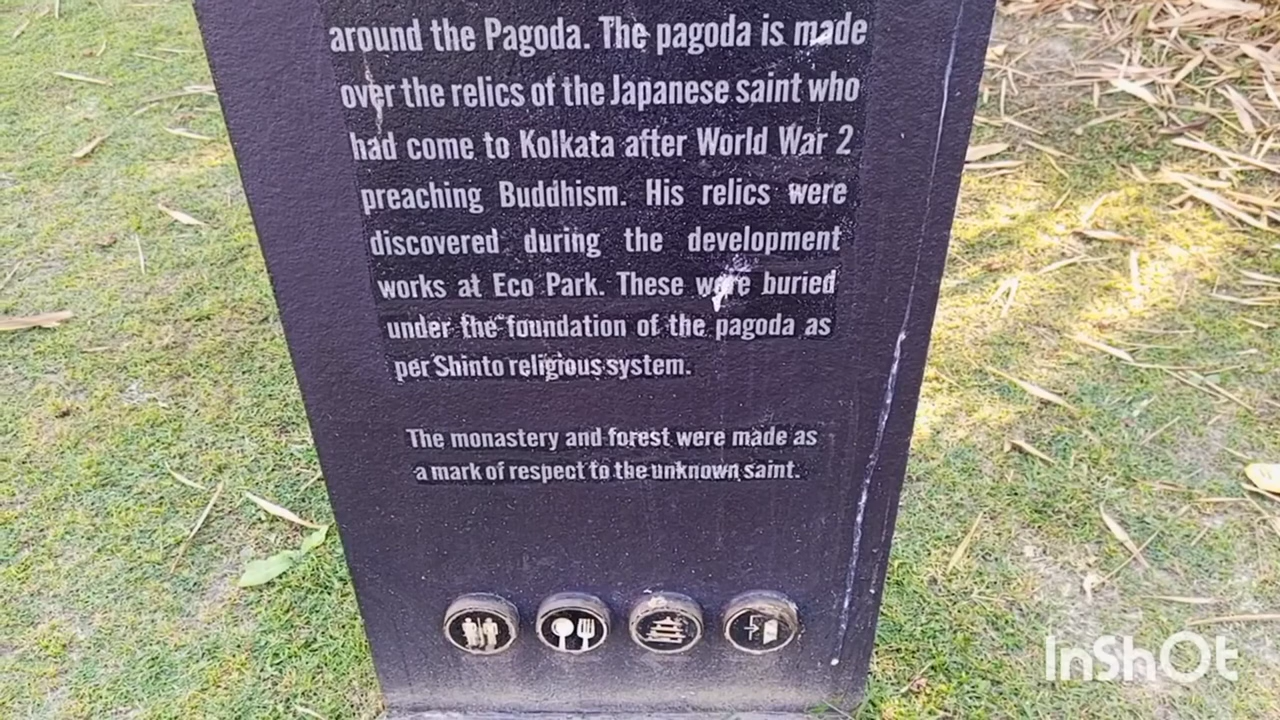 around the Pagoda. The pagoda is made
over the relics of the Japanese saint who
had come to Kolkata after World War 2
preaching Buddhism. His relics were
discovered during the development
works at Eco Park. These were buried
under the foundation of the pagoda as
per Shinto religious system.
The monastery and forest were made as
a mark of respect to the unknown saint.
InShOt